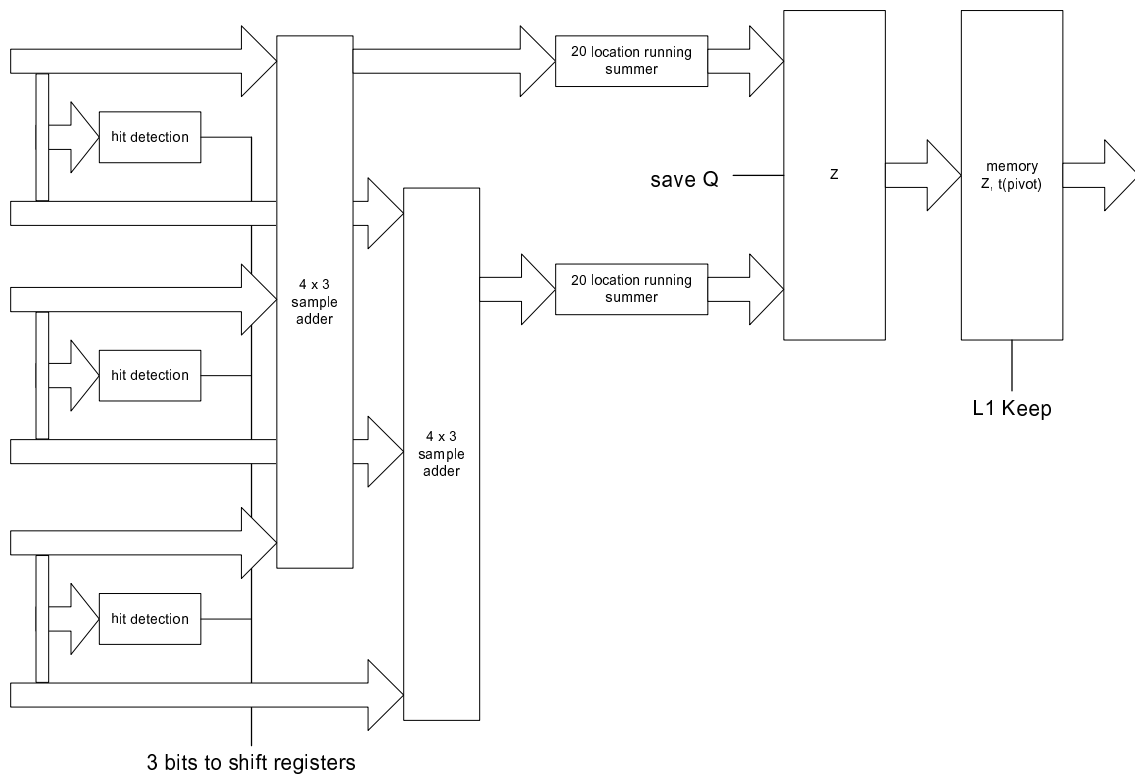 20 location running
summer
hit detection
save Q
Z
memory
Z, t(pivot)
4 x 3
sample
adder
20 location running
summer
hit detection
L1 Keep
4 x 3
sample
adder
hit detection
3 bits to shift registers